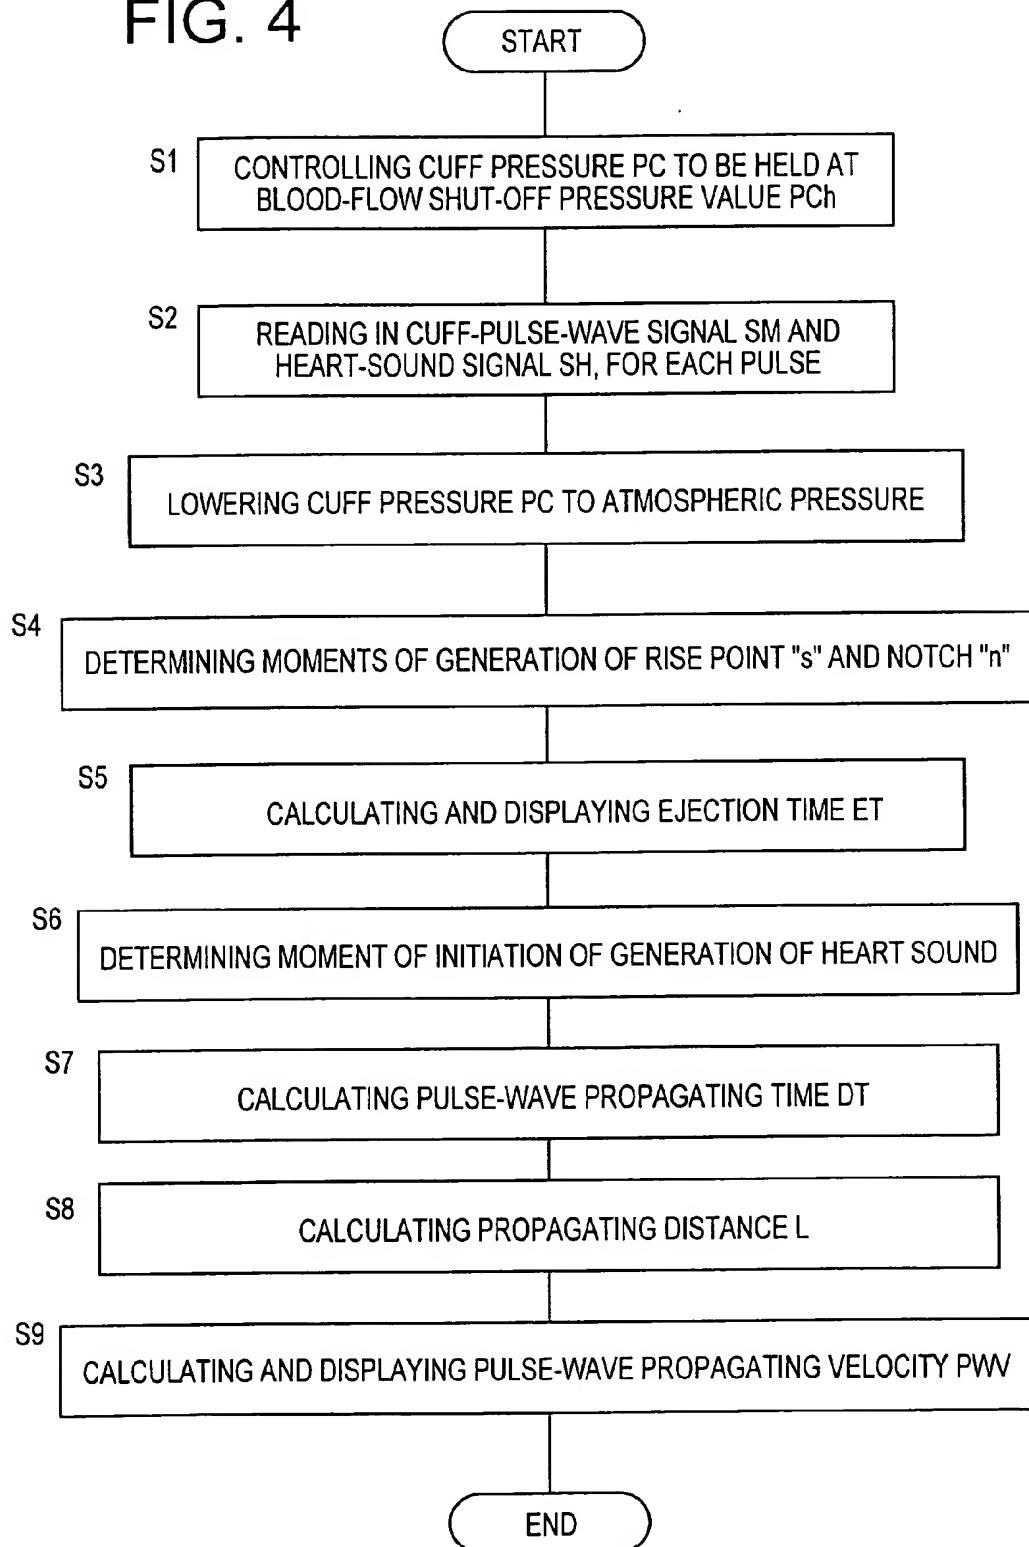 FIG. 4
START
S1
CONTROLLING CUFF PRESSURE PC TO BE HELD AT
BLOOD-FLOW SHUT-OFF PRESSURE VALUE PCh
S2
READING IN CUFF-PULSE-WAVE SIGNAL SM AND
HEART-SOUND SIGNAL SH, FOR EACH PULSE
S3
LOWERING CUFF PRESSURE PC TO ATMOSPHERIC PRESSURE
S4
DETERMINING MOMENTS OF GENERATION OF RISE POINT "s" AND NOTCH "n"
S5
CALCULATING AND DISPLAYING EJECTION TIME ET
S6
DETERMINING MOMENT OF INITIATION OF GENERATION OF HEART SOUND
S7
CALCULATING PULSE-WAVE PROPAGATING TIME DT
S8
CALCULATING PROPAGATING DISTANCE L
S9
CALCULATING AND DISPLAYING PULSE-WAVE PROPAGATING VELOCITY PWV
END